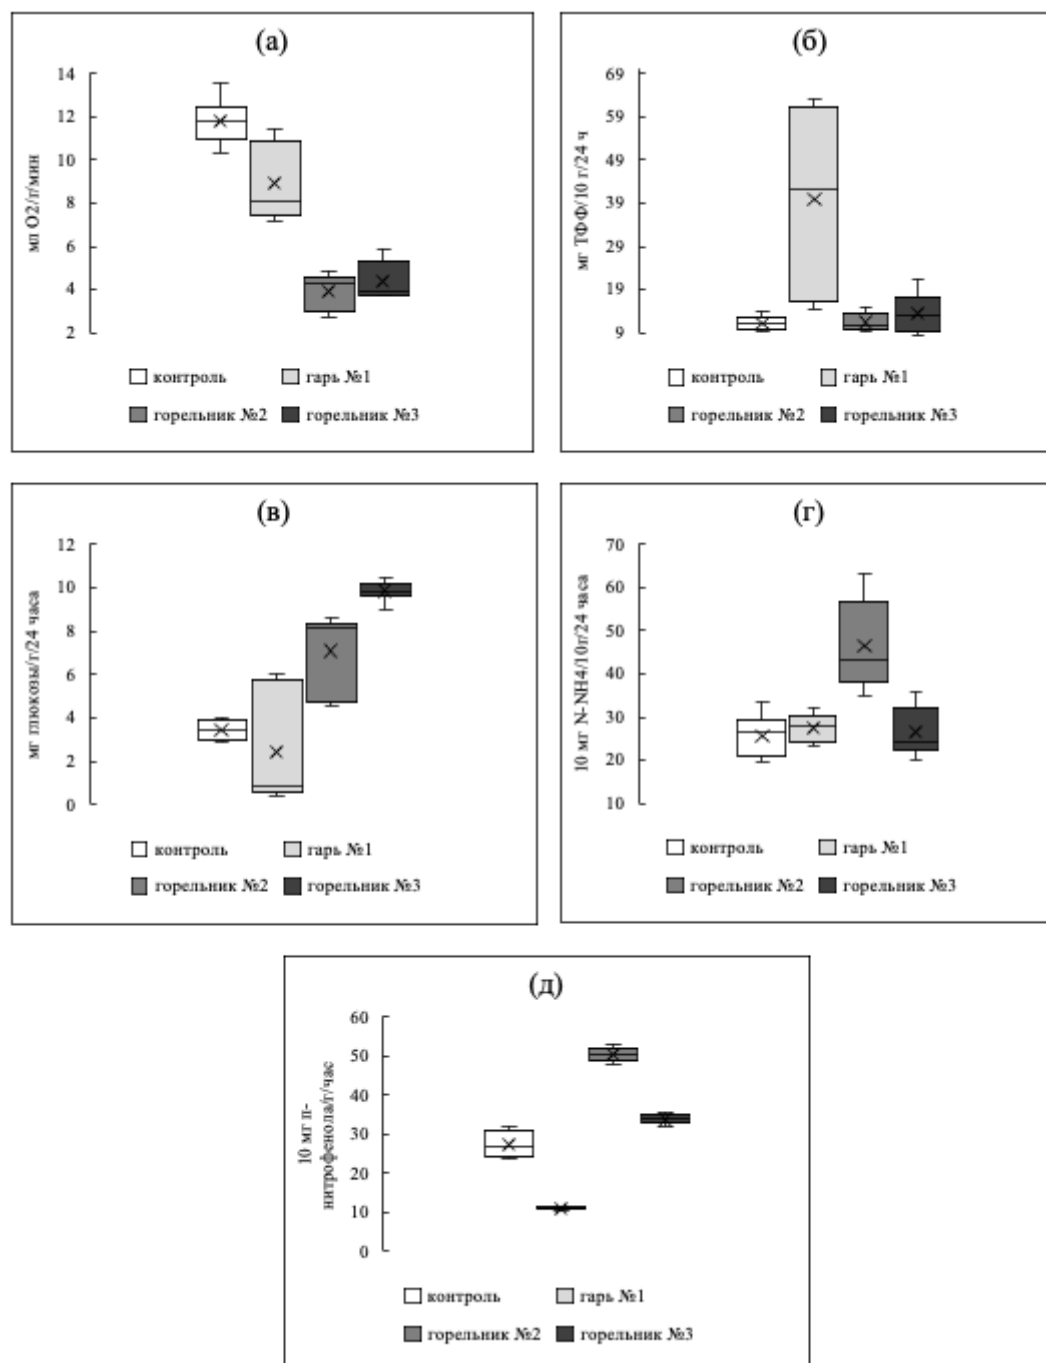 (а)
мл О2/г/мин
14
12
10
8
6
4
2
контроль
гарь №1
горельник №2
горельник №3
(б)
мг ТФФ/10 г/24 ч
69
59
49
39
29
19
9
контроль
гарь №1
горельник №2
горельник №3
(в)
мг глюкозы/г/24 часа
12
10
8
6
4
2
0
контроль
гарь №1
горельник №2
горельник №3
(г)
10 мг N-NH4/10г/24 часа
70
60
50
40
30
20
10
контроль
гарь №1
горельник №2
горельник №3
(д)
10 мг п-
нитрофенола/г/час
60
50
40
30
20
10
0
контроль
гарь №1
горельник №2
горельник №3